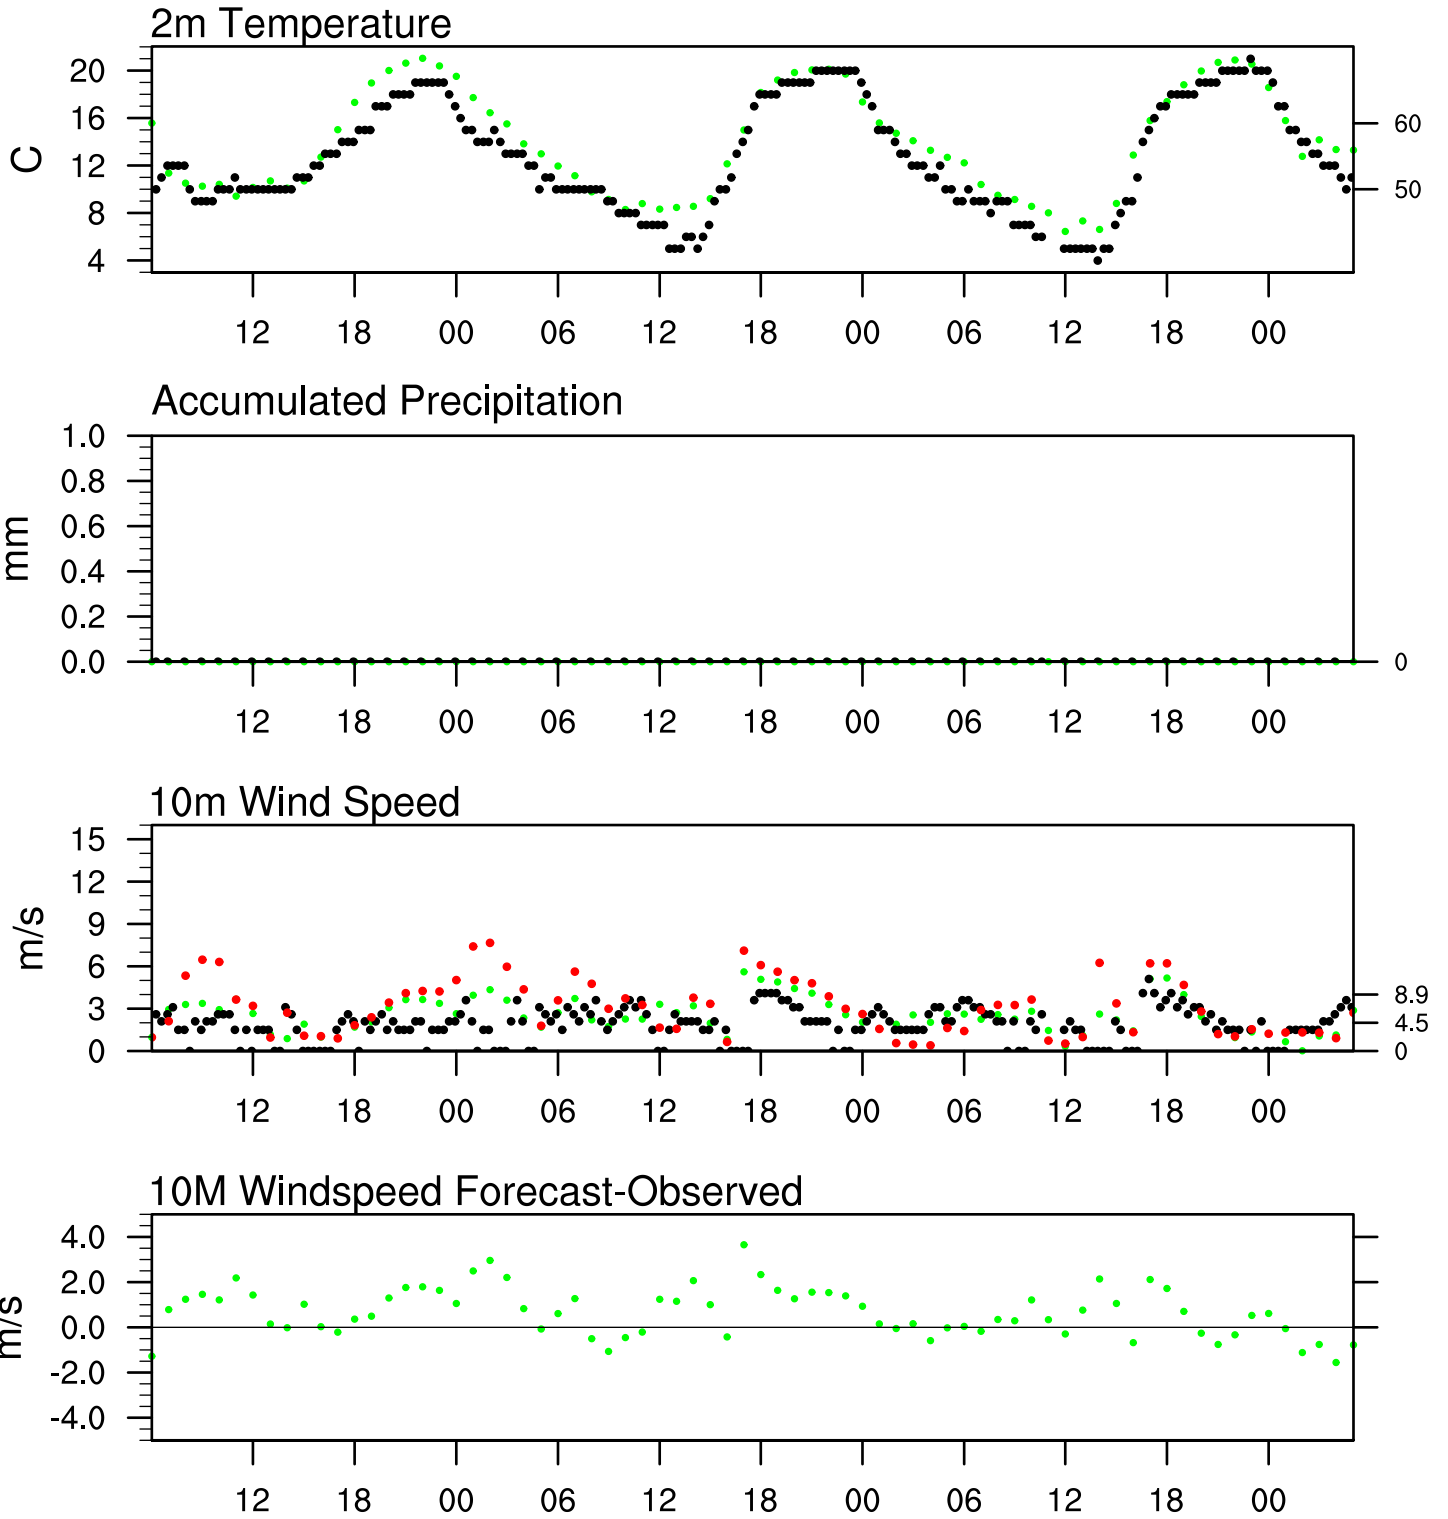 2m Temperature
20
16
12
8
4
C
60
50
12 18 00 06 12 18 00 06 12 18 00
Accumulated Precipitation
1.0
0.8
0.6
0.4
0.2
0.0
mm
0
12 18 00 06 12 18 00 06 12 18 00
10m Wind Speed
15
12
9
6
3
0
m/s
8.9
4.5
0
12 18 00 06 12 18 00 06 12 18 00
10M Windspeed Forecast-Observed
4.0
2.0
0.0
-2.0
-4.0
m/s
12 18 00 06 12 18 00 06 12 18 00